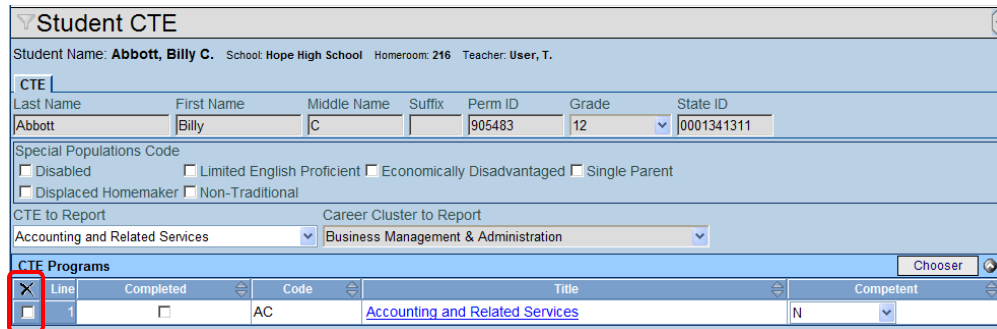 Student CTE
Student Name: Abbott, Billy C. School: Hope High School Homeroom: 216 Teacher: User, T.
CTE
Last Name First Name Middle Name Suffix Perm ID Grade State ID
Abbott Billy C 905483 12 0001341311
Special Populations Code
Disabled Limited English Proficient Economically Disadvantaged Single Parent
Displaced Homemaker Non-Traditional
CTE to Report Career Cluster to Report
Accounting and Related Services Business Management & Administration
CTE Programs Chooser
X Line Completed Code Title Competent
1 AC Accounting and Related Services N